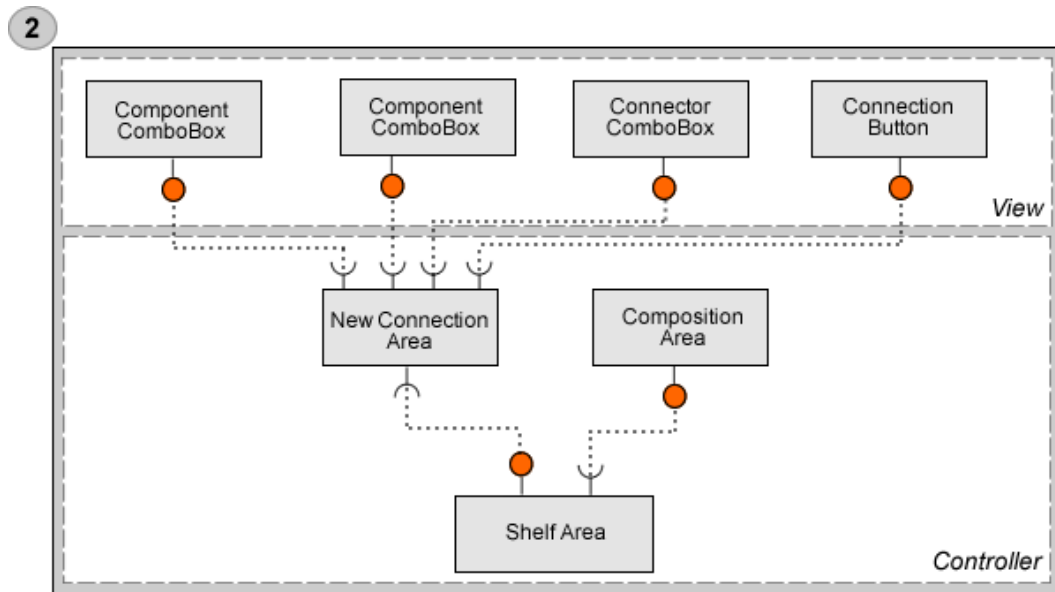 2
Component
ComboBox
Component
ComboBox
Connector
ComboBox
Connection
Button
View
New Connection
Area
Composition
Area
Shelf Area
Controller